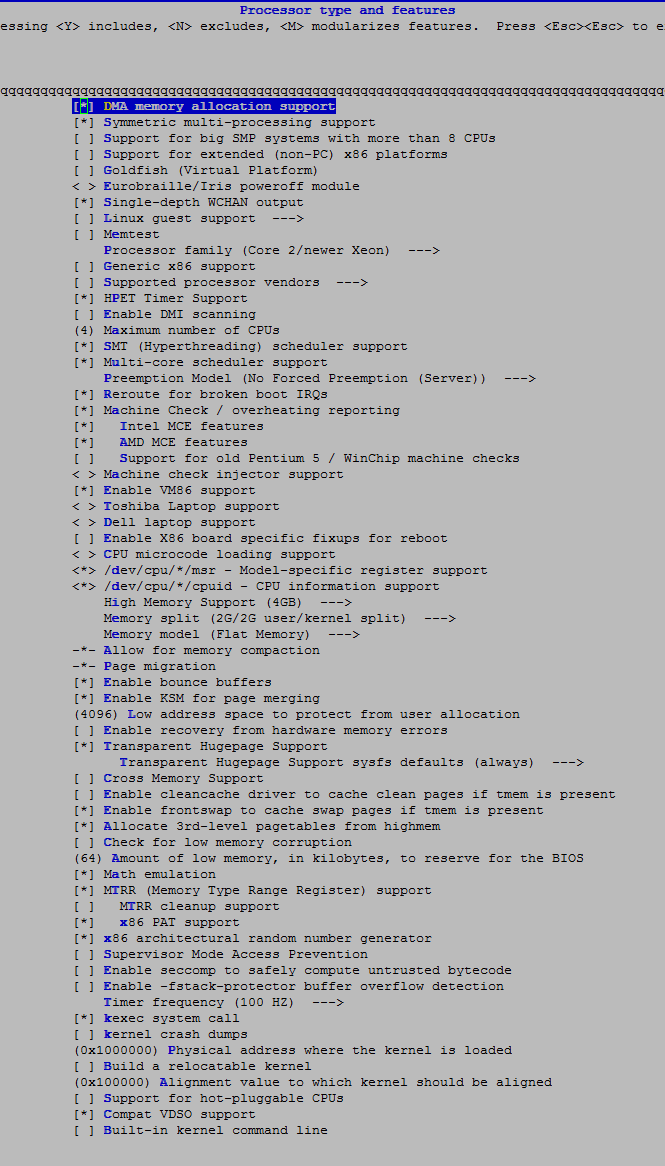 Processor type and features
essing <Y> includes, <N> excludes, <M> modularizes features.  Press <Esc><Esc> to e
qqqqqqqqqqqqqqqqqqqqqqqqqqqqqqqqqqqqqqqqqqqqqqqqqqqqqqqqqqqqqqqqqqqqqqqqqqqqqqqqqqq
[*] DMA memory allocation support
[*] Symmetric multi-processing support
[ ] Support for big SMP systems with more than 8 CPUs
[ ] Support for extended (non-PC) x86 platforms
[ ] Goldfish (Virtual Platform)
< > Eurobraille/Iris poweroff module
[*] Single-depth WCHAN output
[ ] Linux guest support  --->
[ ] Memtest
Processor family (Core 2/newer Xeon)  --->
[ ] Generic x86 support
[ ] Supported processor vendors  --->
[*] HPET Timer Support
[ ] Enable DMI scanning
(4) Maximum number of CPUs
[*] SMT (Hyperthreading) scheduler support
[*] Multi-core scheduler support
Preemption Model (No Forced Preemption (Server))  --->
[*] Reroute for broken boot IRQs
[*] Machine Check / overheating reporting
[*]   Intel MCE features
[*]   AMD MCE features
[ ]   Support for old Pentium 5 / WinChip machine checks
< > Machine check injector support
[*] Enable VM86 support
< > Toshiba Laptop support
< > Dell laptop support
[ ] Enable X86 board specific fixups for reboot
< > CPU microcode loading support
<*> /dev/cpu/*/msr - Model-specific register support
<*> /dev/cpu/*/cpuid - CPU information support
High Memory Support (4GB)  --->
Memory split (2G/2G user/kernel split)  --->
Memory model (Flat Memory)  --->
-*- Allow for memory compaction
-*- Page migration
[*] Enable bounce buffers
[*] Enable KSM for page merging
(4096) Low address space to protect from user allocation
[ ] Enable recovery from hardware memory errors
[*] Transparent Hugepage Support
Transparent Hugepage Support sysfs defaults (always)  --->
[ ] Cross Memory Support
[ ] Enable cleancache driver to cache clean pages if tmem is present
[*] Enable frontswap to cache swap pages if tmem is present
[*] Allocate 3rd-level pagetables from highmem
[ ] Check for low memory corruption
(64) Amount of low memory, in kilobytes, to reserve for the BIOS
[*] Math emulation
[*] MTRR (Memory Type Range Register) support
[ ]   MTRR cleanup support
[*]   x86 PAT support
[*] x86 architectural random number generator
[ ] Supervisor Mode Access Prevention
[ ] Enable seccomp to safely compute untrusted bytecode
[ ] Enable -fstack-protector buffer overflow detection
Timer frequency (100 HZ)  --->
[*] kexec system call
[ ] kernel crash dumps
(0x1000000) Physical address where the kernel is loaded
[ ] Build a relocatable kernel
(0x100000) Alignment value to which kernel should be aligned
[ ] Support for hot-pluggable CPUs
[*] Compat VDSO support
[ ] Built-in kernel command line